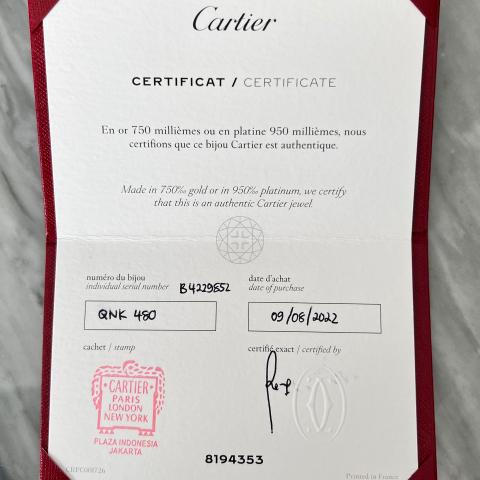 Cartier
CERTIFICAT / CERTIFICATE
En or 750 millièmes ou en platine 950 millièmes, nous
certifions que ce bijou Cartier est authentique.
Made in 750‰ gold or in 950‰ platinum, we certify
that this is an authentic Cartier jewel.
numéro du bijou
individual serial number B4229852
QNK 480
date d'achat
date of purchase
09/08/2022
cachet / stamp
CARTIER
PARIS
LONDON
NEW YORK
PLAZA INDONESIA
JAKARTA
certifié exact / certified by
8194353
CRFC000726
Printed in France